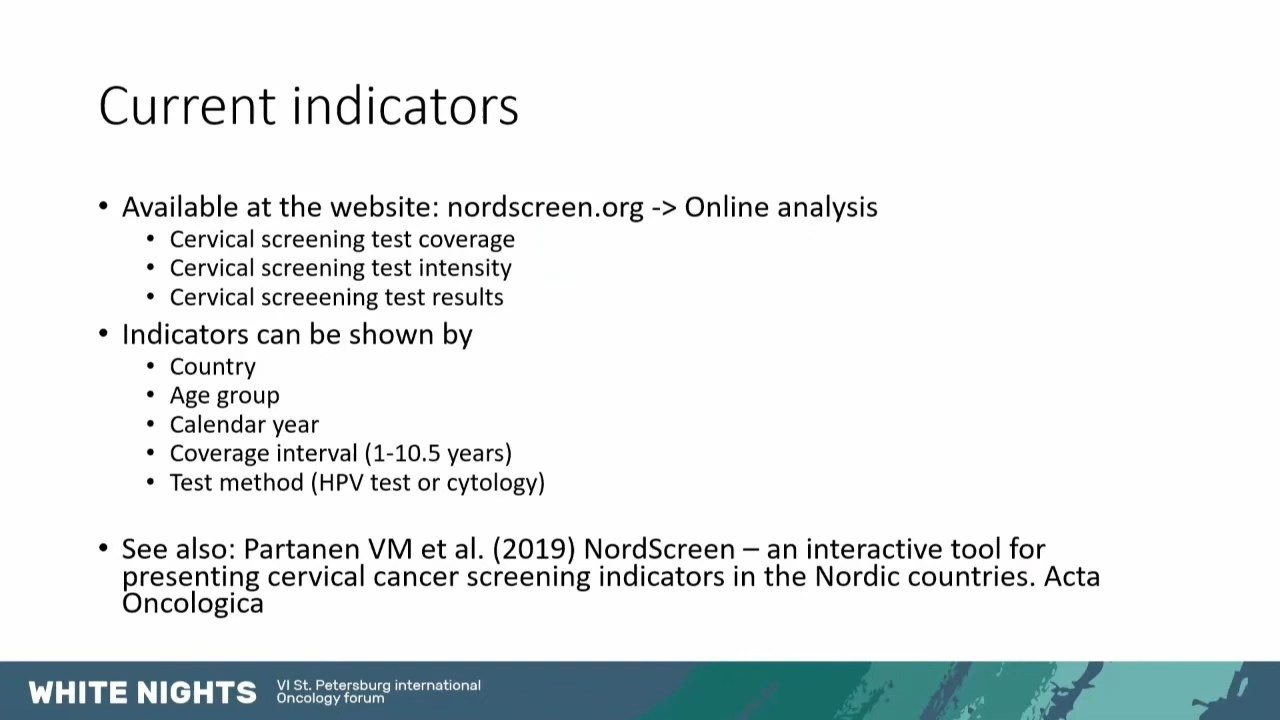 Current indicators
• Available at the website: nordscreen.org -> Online analysis
• Cervical screening test coverage
• Cervical screening test intensity
• Cervical screeening test results
• Indicators can be shown by
• Country
• Age group
• Calendar year
• Coverage interval (1-10.5 years)
• Test method (HPV test or cytology)
• See also: Partanen VM et al. (2019) NordScreen – an interactive tool for
presenting cervical cancer screening indicators in the Nordic countries. Acta
Oncologica
WHITE NIGHTS
VI St. Petersburg international
Oncology forum